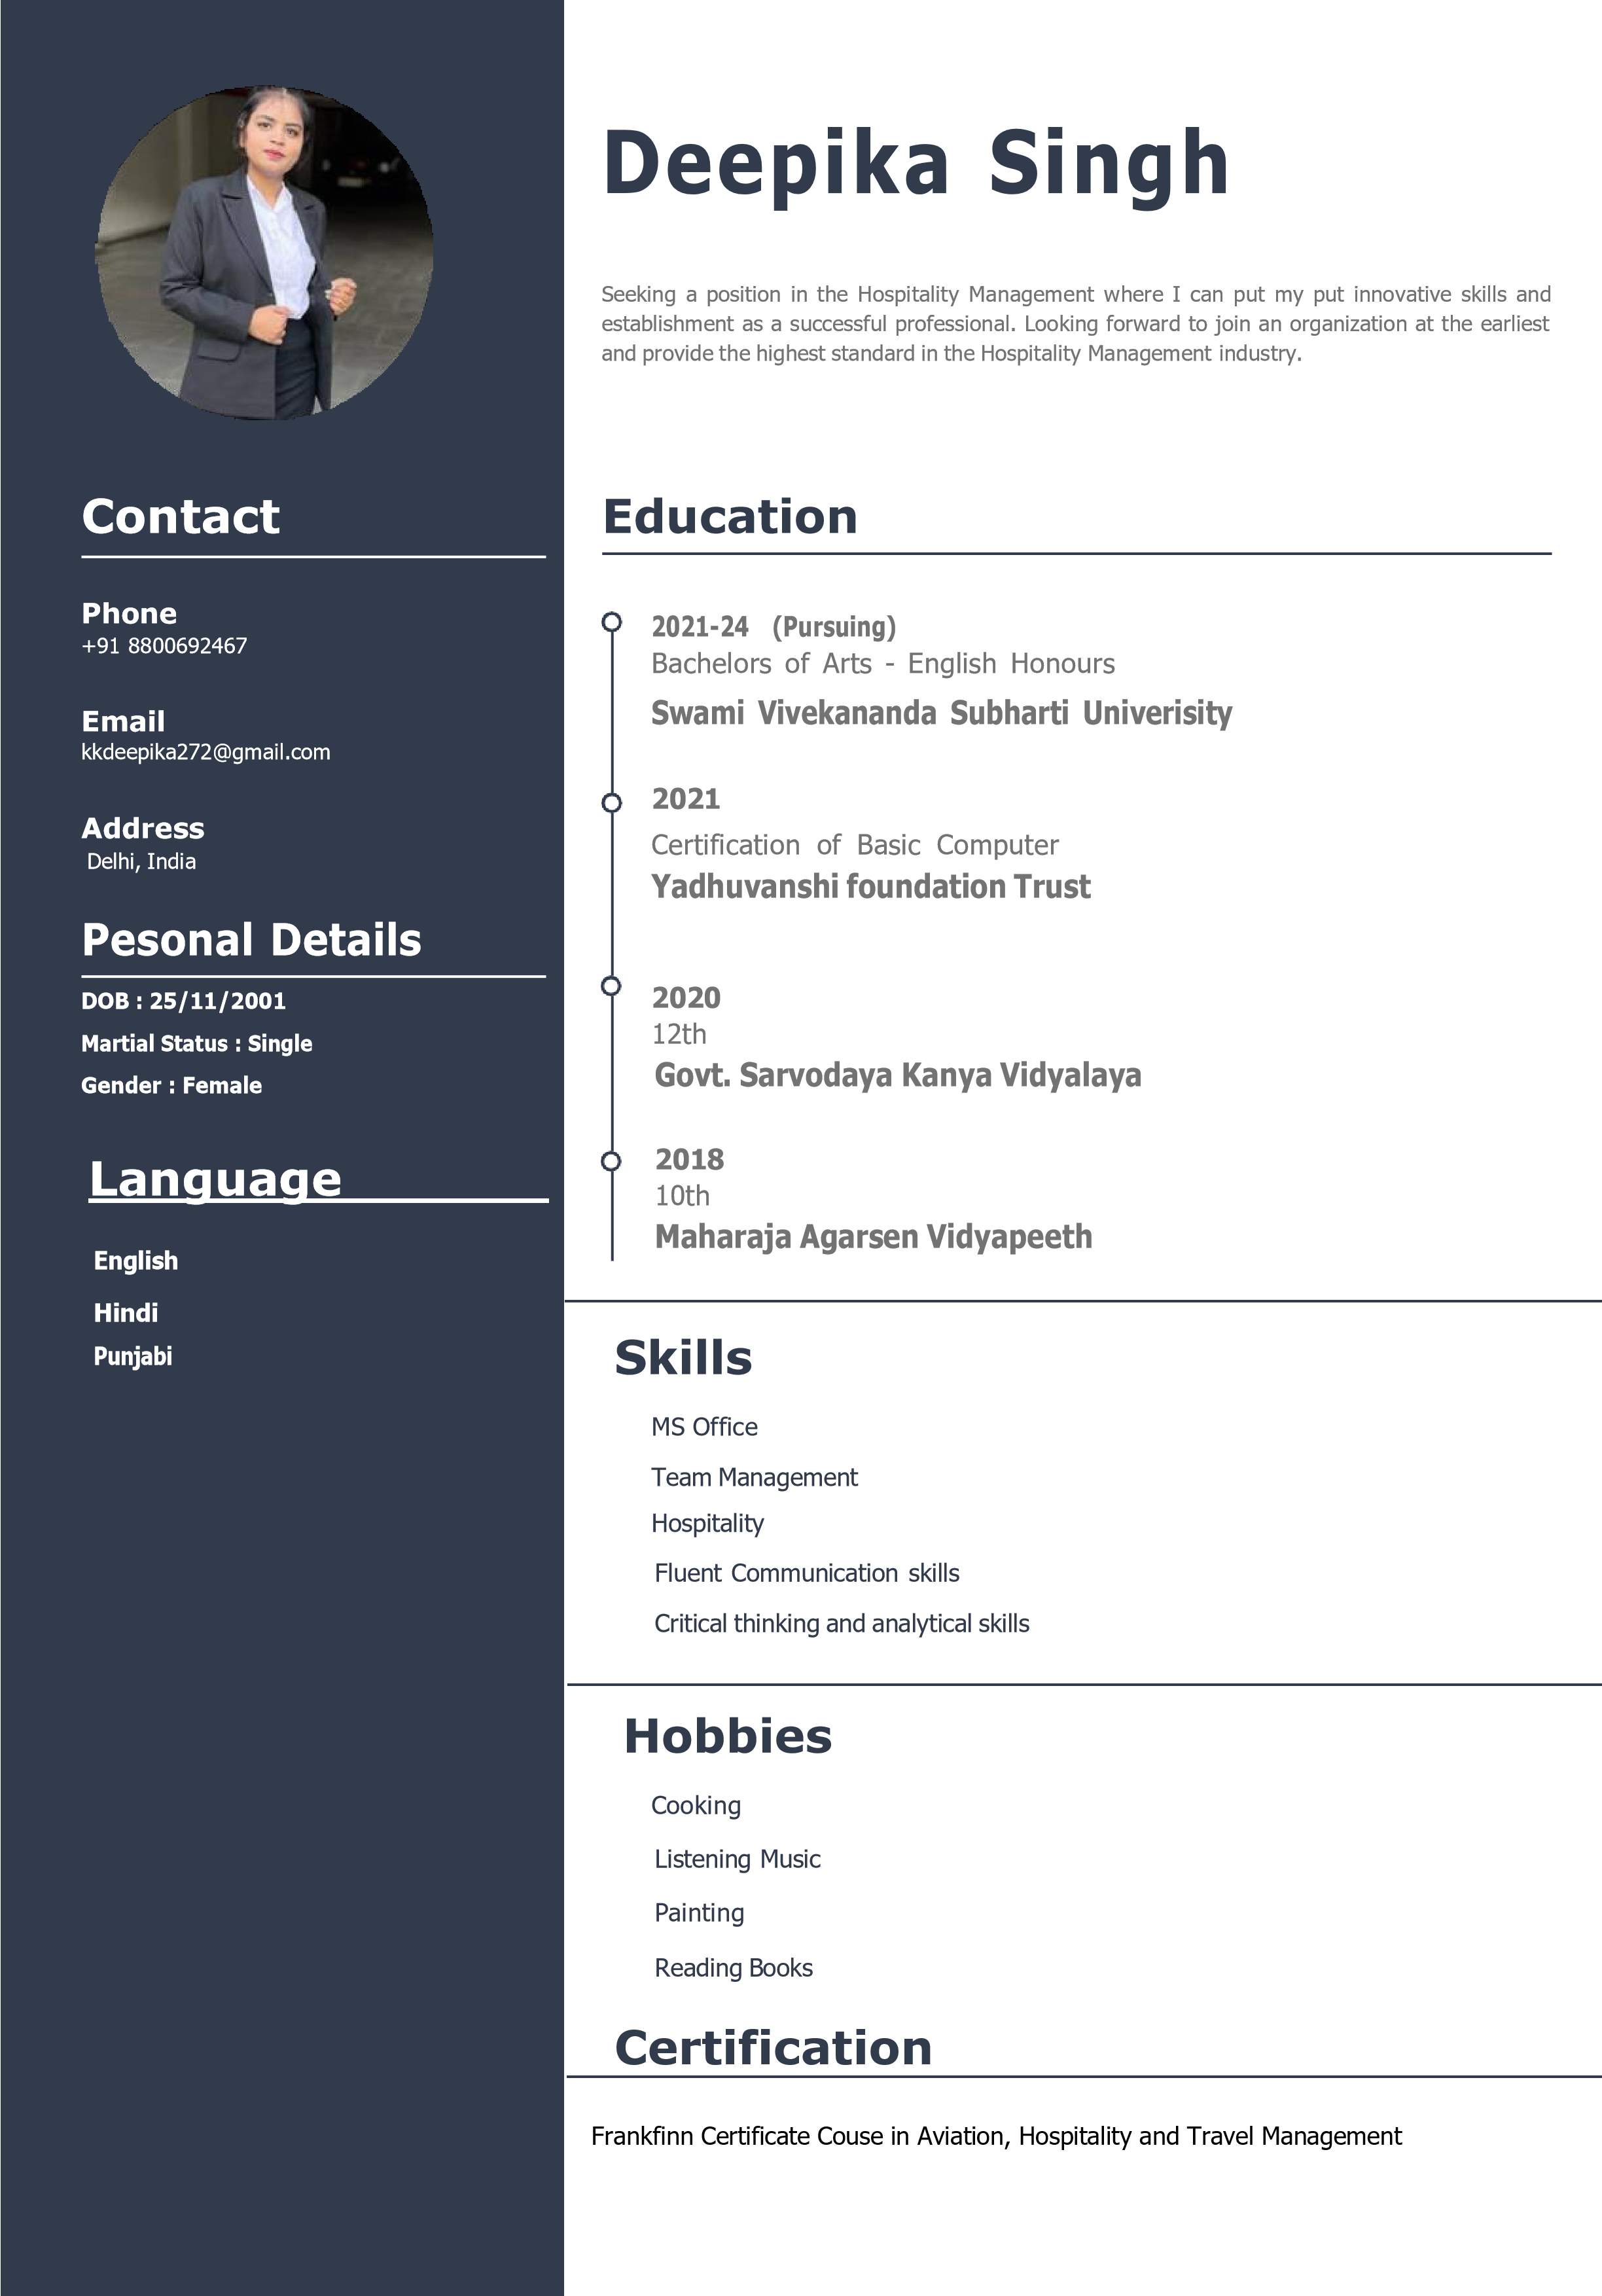 Deepika Singh
Seeking a position in the Hospitality Management where I can put my put innovative skills and
establishment as a successful professional. Looking forward to join an organization at the earliest
and provide the highest standard in the Hospitality Management industry.
Contact
Phone
+91 8800692467
Email
kkdeepika272@gmail.com
Address
Delhi, India
Pesonal Details
DOB : 25/11/2001
Martial Status : Single
Gender : Female
Language
English
Hindi
Punjabi
Education
2021-24 (Pursuing)
Bachelors of Arts - English Honours
Swami Vivekananda Subharti Univerisity
2021
Certification of Basic Computer
Yadhuvanshi foundation Trust
2020
12th
Govt. Sarvodaya Kanya Vidyalaya
2018
10th
Maharaja Agarsen Vidyapeeth
Skills
MS Office
Team Management
Hospitality
Fluent Communication skills
Critical thinking and analytical skills
Hobbies
Cooking
Listening Music
Painting
Reading Books
Certification
Frankfinn Certificate Couse in Aviation, Hospitality and Travel Management